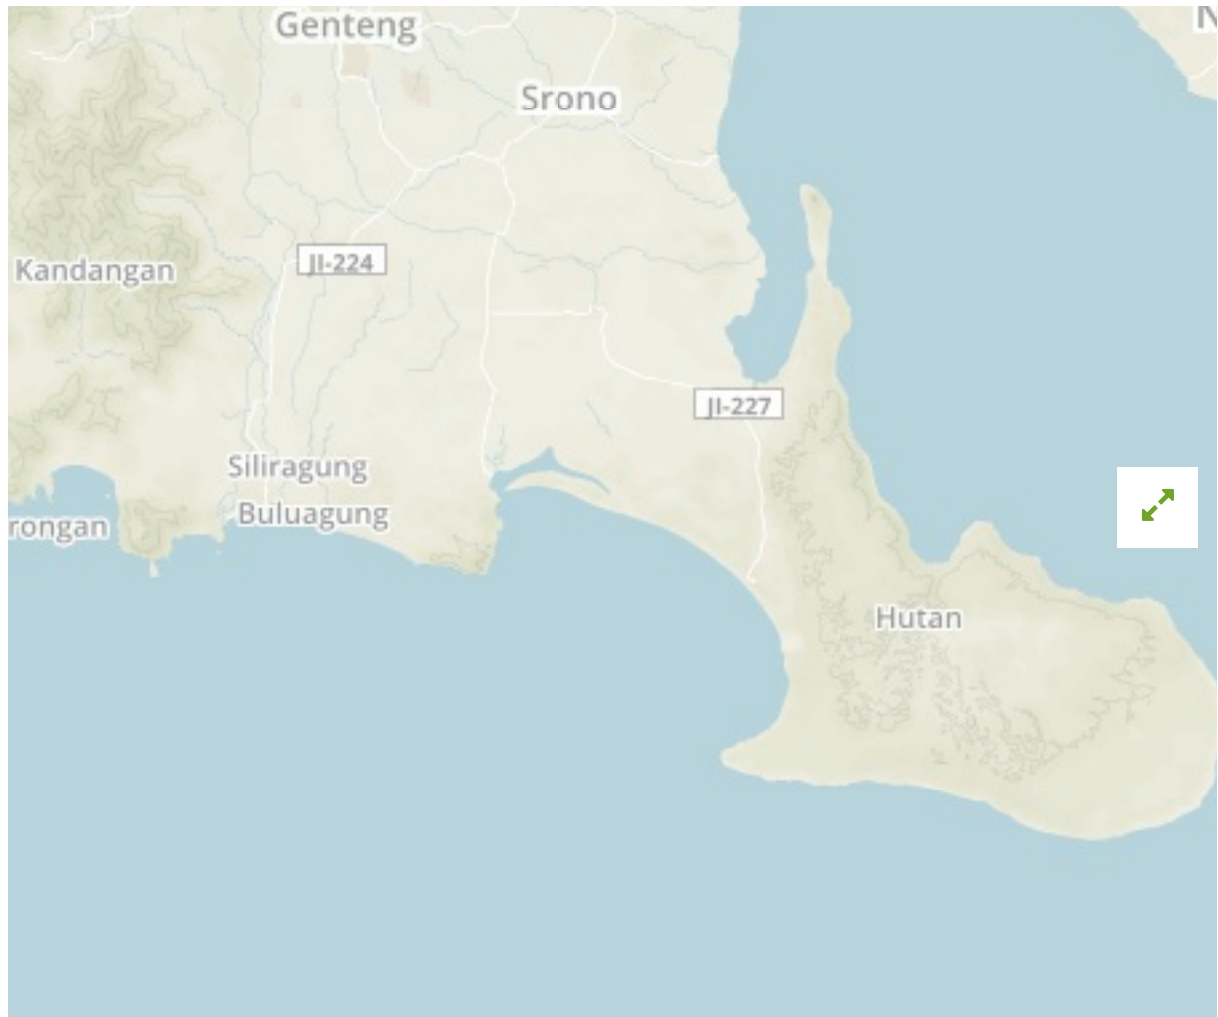 Genteng
Srono
JI-224
Kandangan
JI-227
Siliragung
Buluagung
rongan
Hutan